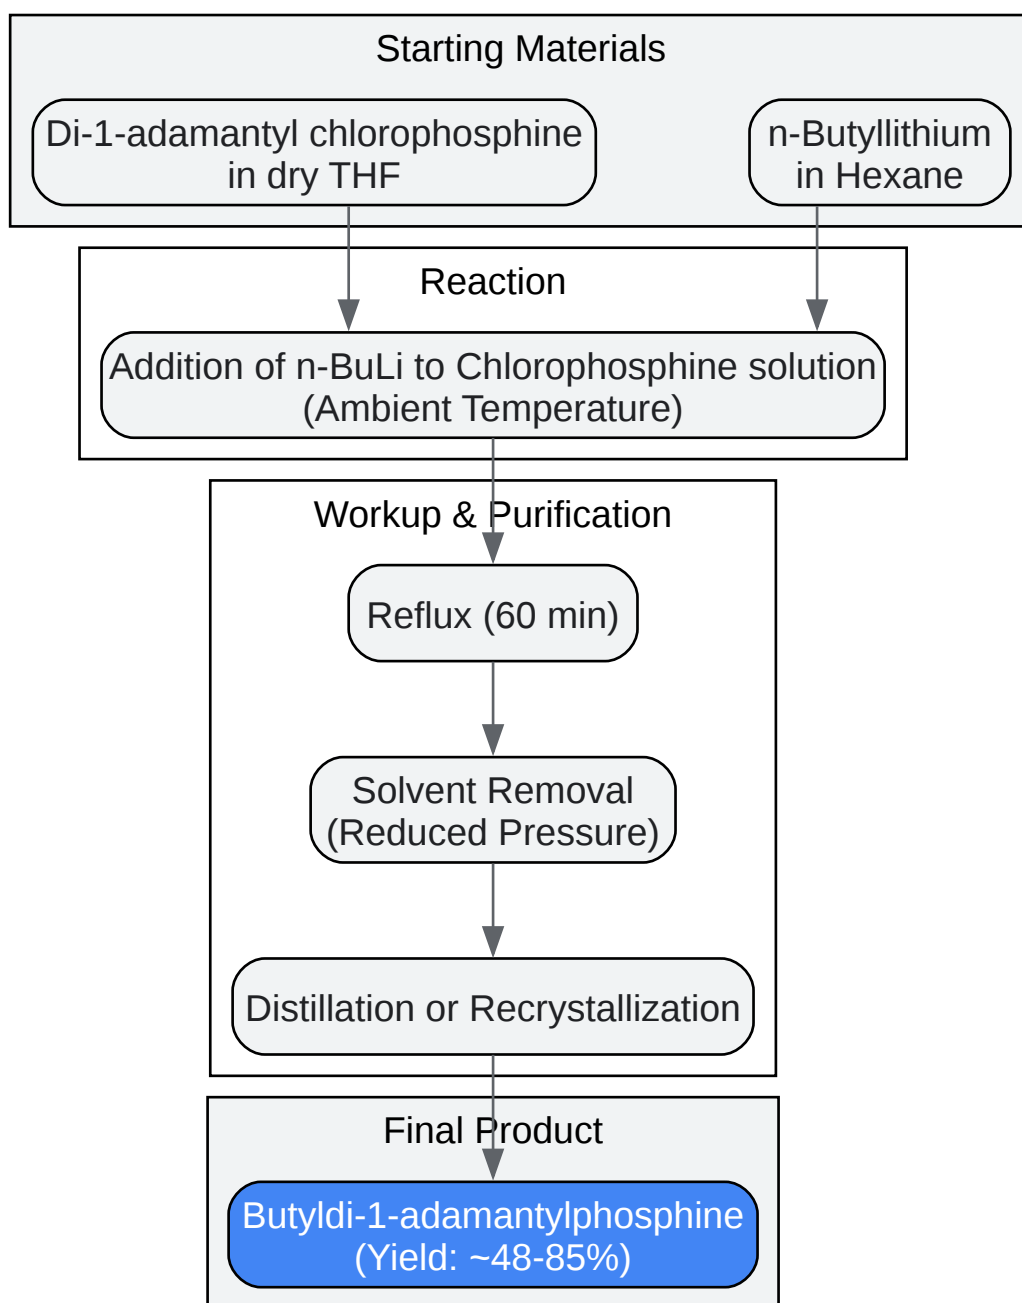 Starting Materials
Di-1-adamantyl chlorophosphine
in dry THF
n-Butyllithium
in Hexane
Reaction
Addition of n-BuLi to Chlorophosphine solution
(Ambient Temperature)
Workup & Purification
Reflux (60 min)
Solvent Removal
(Reduced Pressure)
Distillation or Recrystallization
Final Product
Butyldi-1-adamantylphosphine
(Yield: ~48-85%)